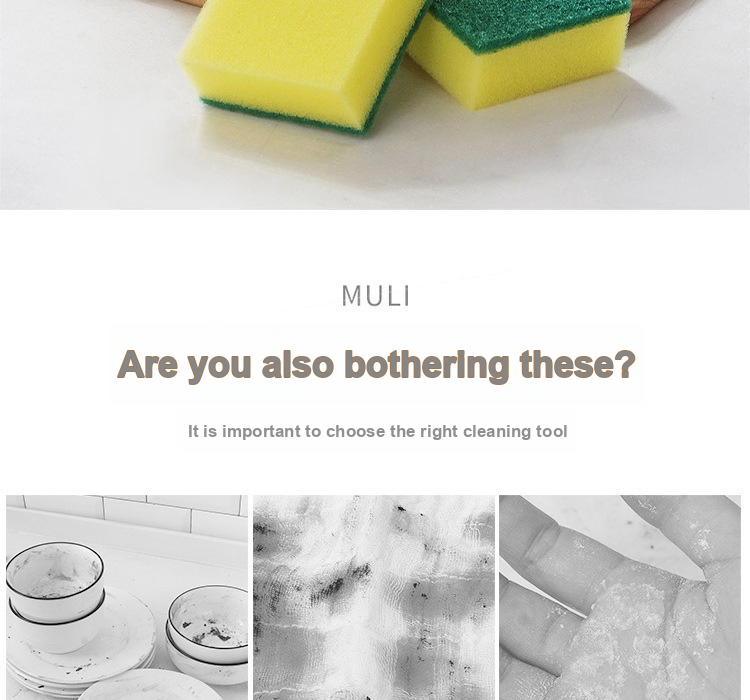 MULI
Are you also bothering these?
It is important to choose the right cleaning tool